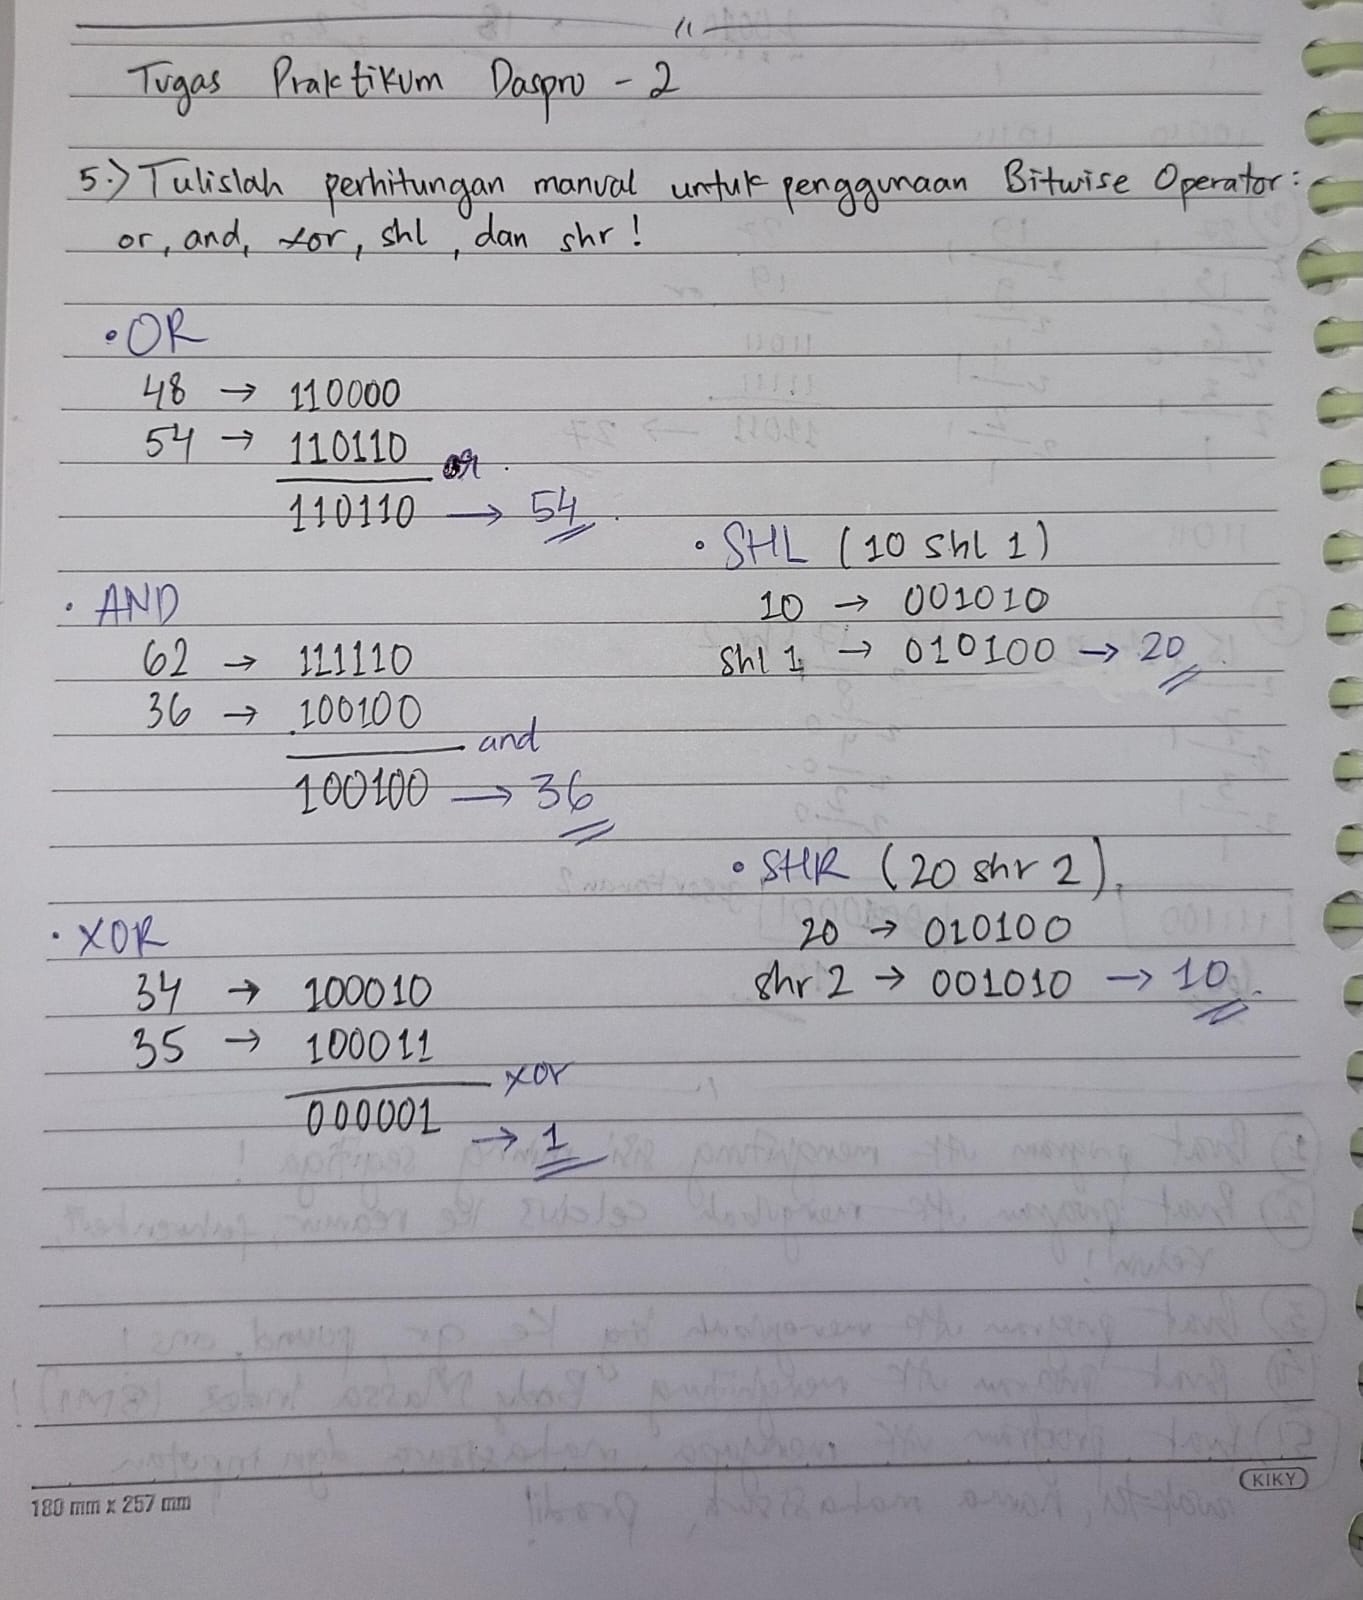 Tugas Praktikum Daspro - 2
5.) Tulislah perhitungan manual untuk penggunaan Bitwise Operator:
or, and, xor, shl, dan shr!
• OR
48 → 110000
54 → 110110
or
110110 → 54
• AND
62 → 111110
36 → 100100
and
100100 → 36
• XOR
34 → 100010
35 → 100011
xor
000001 → 1
• SHL (10 shl 1)
10 → 001010
shl 1 → 010100 → 20
• SHR (20 shr 2)
20 → 010100
shr 2 → 001010 → 10
180 mm x 257 mm
KIKY